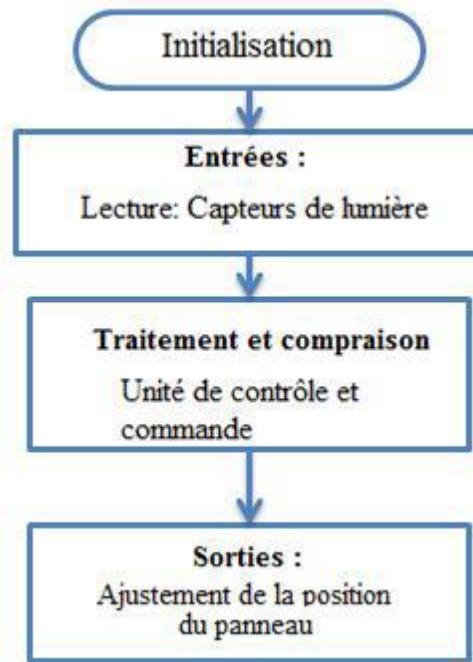 Initialisation
Entrées :
Lecture: Capteurs de lumière
Traitement et compraison
Unité de contrôle et
commande
Sorties :
Ajustement de la position
du panneau